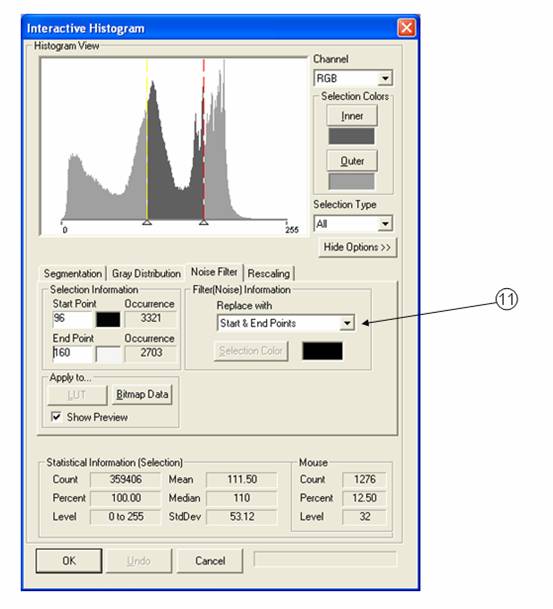 Interactive Histogram
Histogram View
0 255
Channel
RGB
Selection Colors
Inner
Outer
Selection Type
All
Hide Options >>
Segmentation Gray Distribution Noise Filter Rescaling
Selection Information
Start Point Occurrence
96 3321
End Point Occurrence
160 2703
Filter(Noise) Information
Replace with
Start & End Points
Selection Color
11
Apply to...
LUT Bitmap Data
Show Preview
Statistical Information (Selection)
Count 359406 Mean 111.50
Percent 100.00 Median 110
Level 0 to 255 StdDev 53.12
Mouse
Count 1276
Percent 12.50
Level 32
OK Undo Cancel